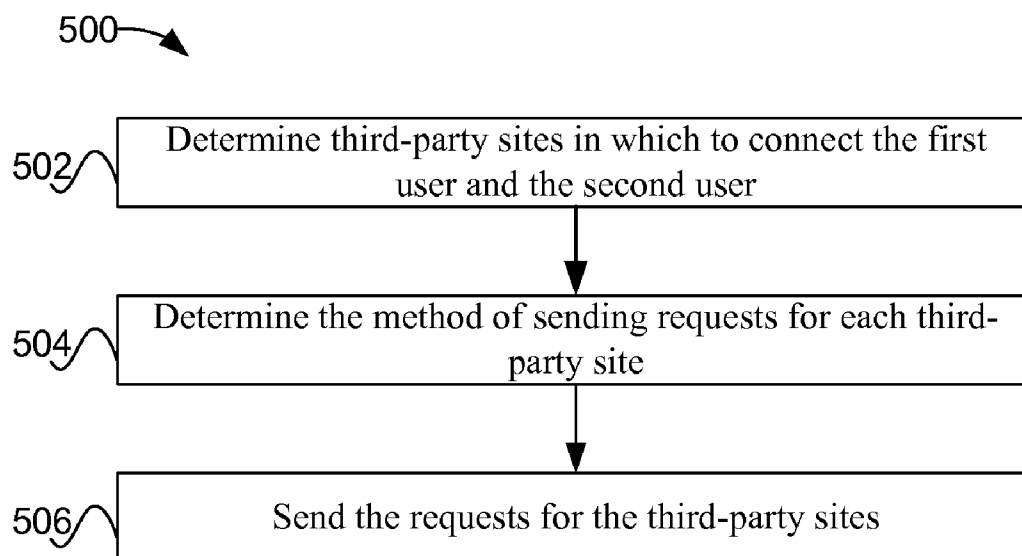 500
502
Determine third-party sites in which to connect the first
user and the second user
504
Determine the method of sending requests for each third-
party site
506
Send the requests for the third-party sites